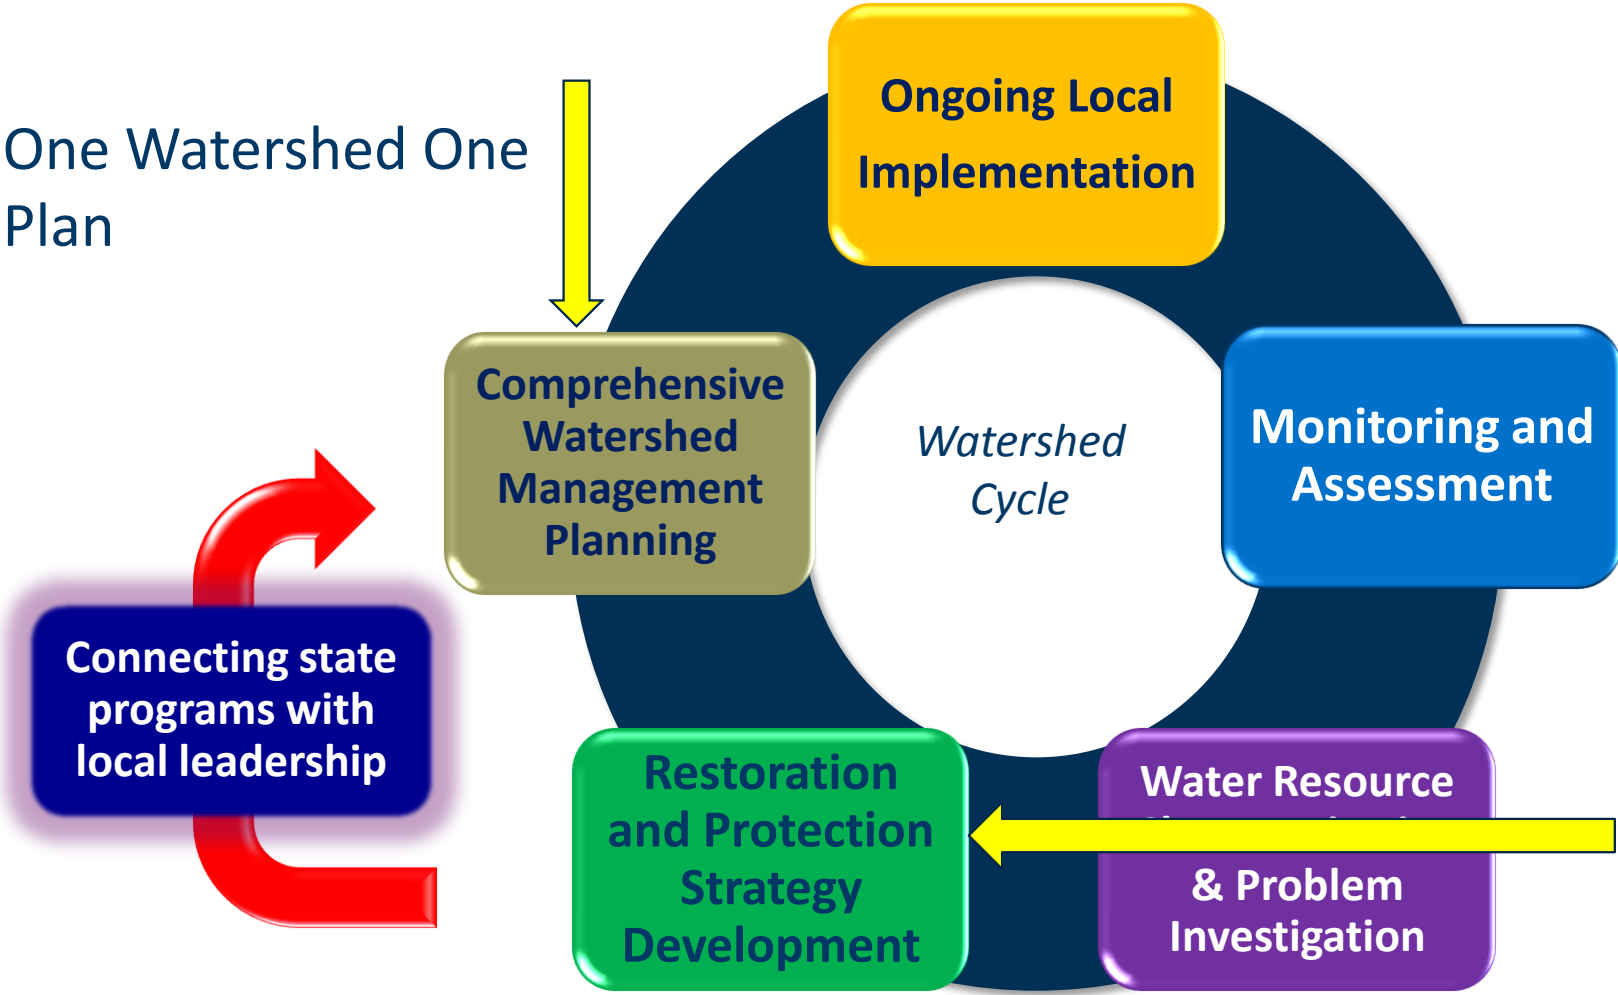 One Watershed One
Plan
Ongoing Local
Implementation
Comprehensive
Watershed
Management
Planning
Watershed
Cycle
Monitoring and
Assessment
Connecting state
programs with
local leadership
Restoration
and Protection
Strategy
Development
Water Resource
& Problem
Investigation